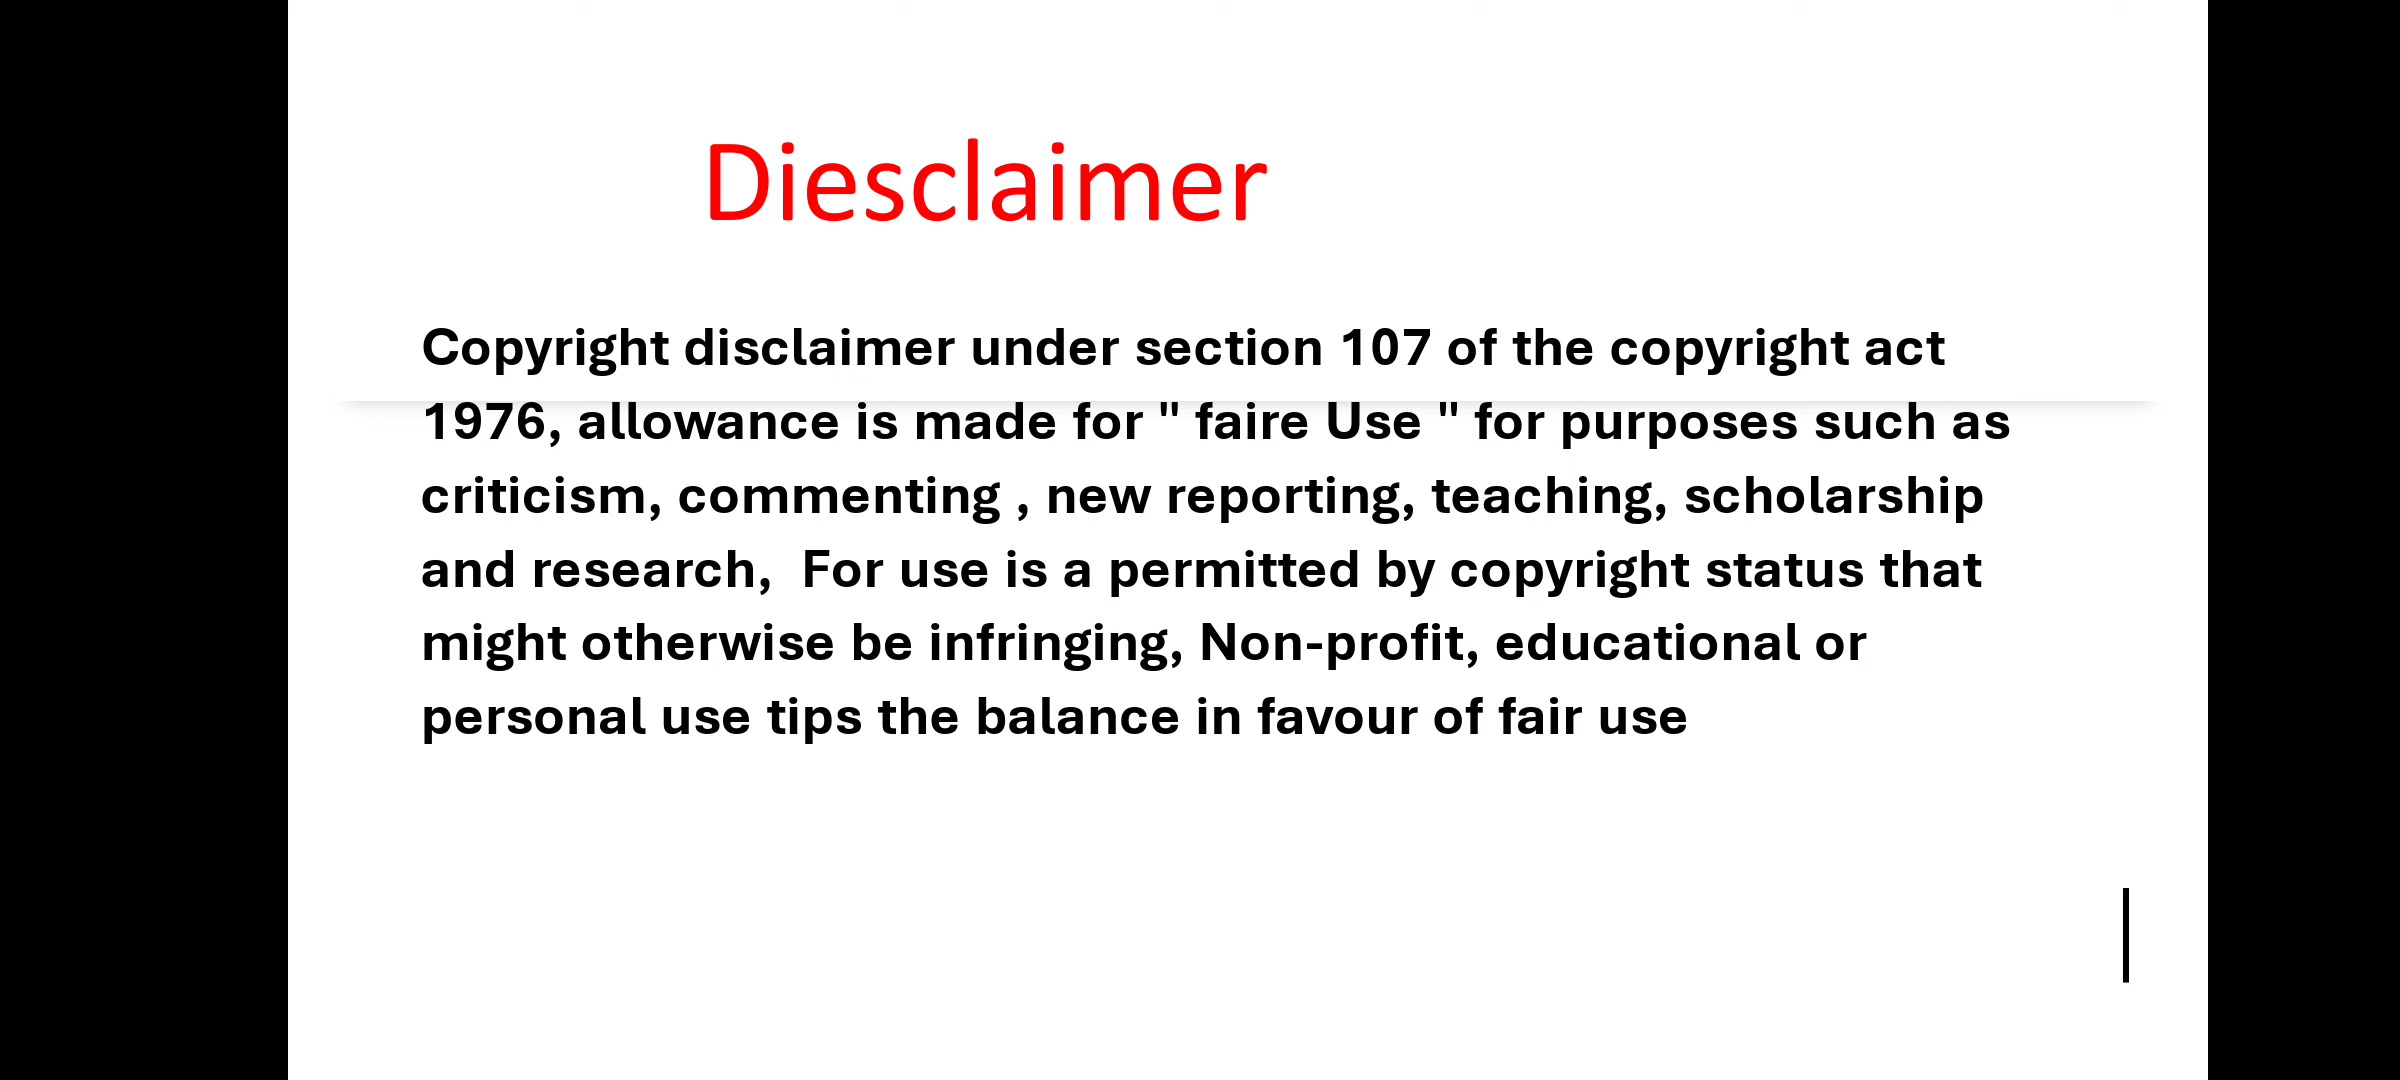 Diesclaimer
Copyright disclaimer under section 107 of the copyright act
1976, allowance is made for " faire Use " for purposes such as
criticism, commenting , new reporting, teaching, scholarship
and research,  For use is a permitted by copyright status that
might otherwise be infringing, Non-profit, educational or
personal use tips the balance in favour of fair use